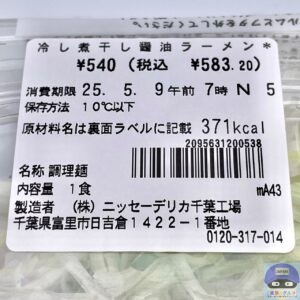 冷し煮干し醤油ラーメン*
¥540(税込 ¥583.20)
消費期限 25. 5. 9午前 7時 N 5
保存方法 10℃以下
原材料名は裏面ラベルに記載 371kcal
2095631200538
名称 調理麺
内容量 1食 mA43
製造者 (株) ニッセーデリカ千葉工場
千葉県富里市日吉倉1422-1番地
0120-317-014